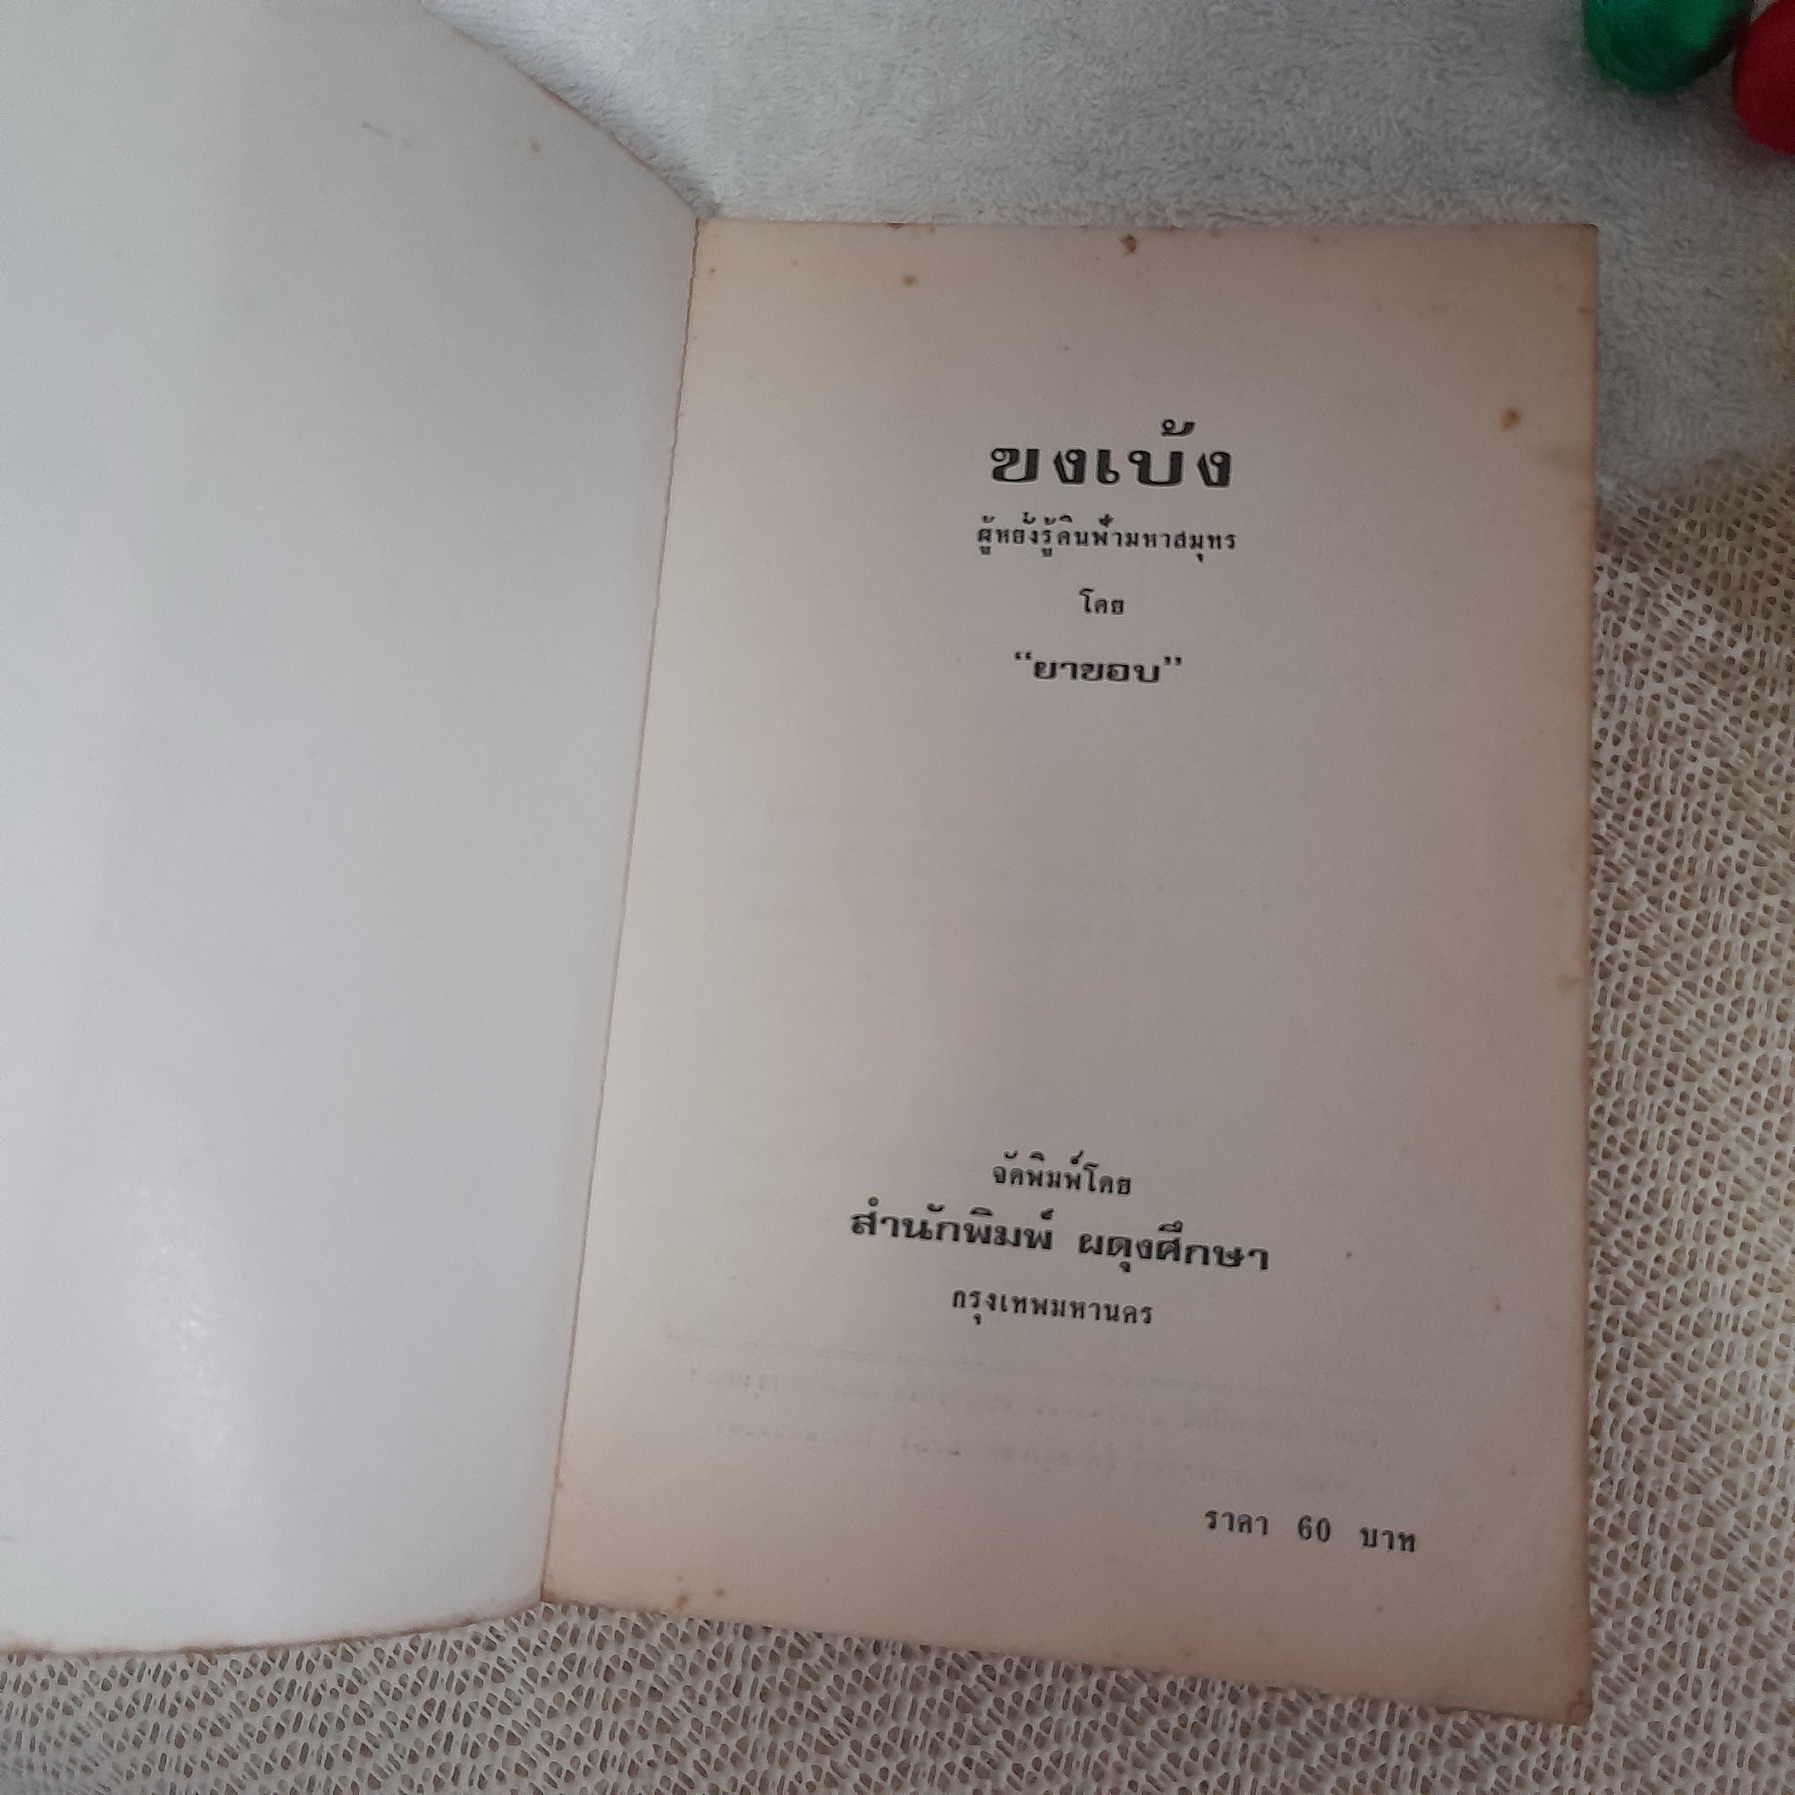 ขงเบ้ง
ผู้หยั่งรู้ดินฟ้ามหาสมุทร
โดย
“ยาขอบ”
จัดพิมพ์โดย
สำนักพิมพ์ ผดุงศึกษา
กรุงเทพมหานคร
ราคา 60 บาท